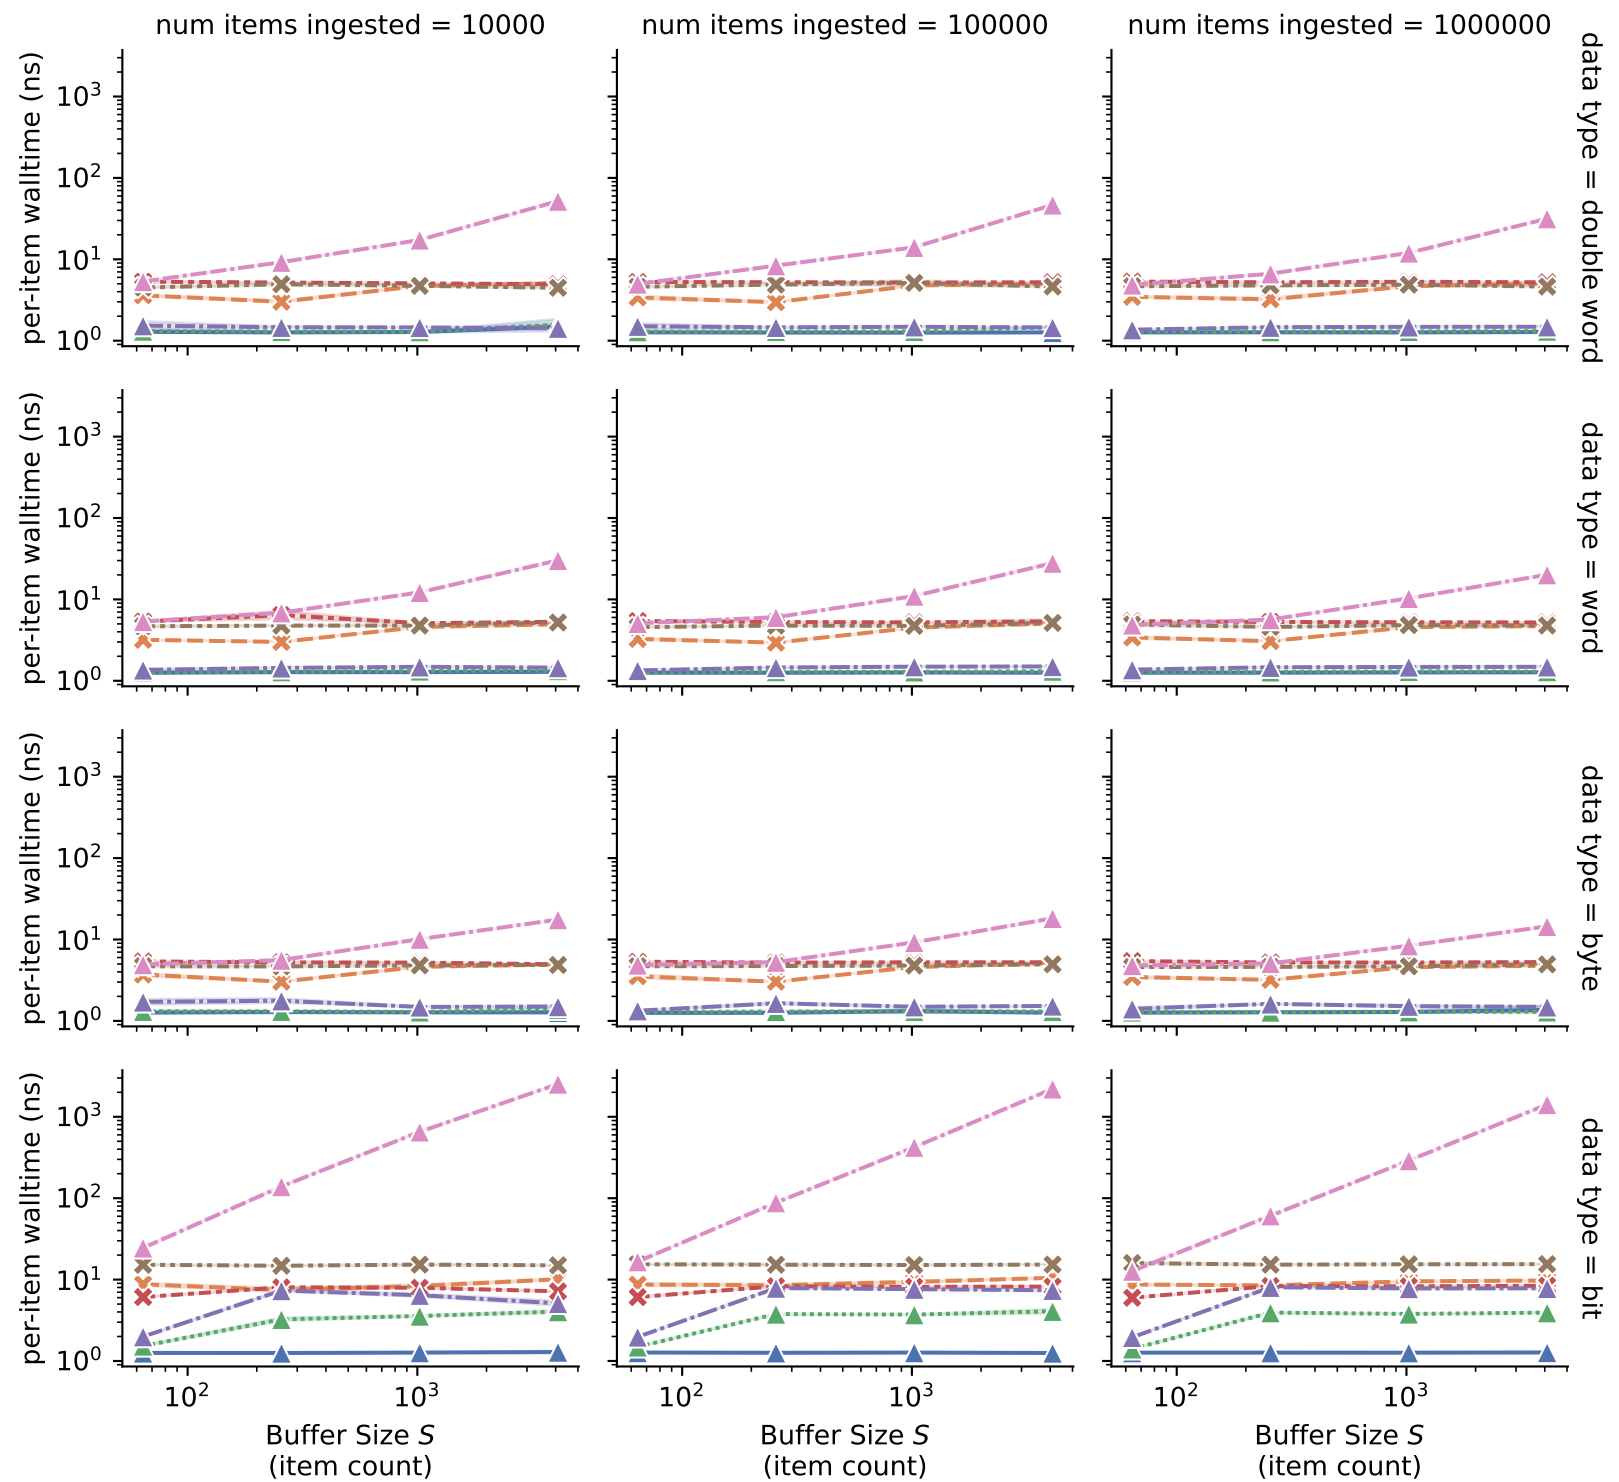 num items ingested = 10000
num items ingested = 100000
num items ingested = 1000000
per-item walltime (ns)
10³
10²
10¹
10⁰
data type = double word
per-item walltime (ns)
10³
10²
10¹
10⁰
data type = word
per-item walltime (ns)
10³
10²
10¹
10⁰
data type = byte
per-item walltime (ns)
10³
10²
10¹
10⁰
data type = bit
10² 10³
10² 10³
10² 10³
Buffer Size S
(item count)
Buffer Size S
(item count)
Buffer Size S
(item count)